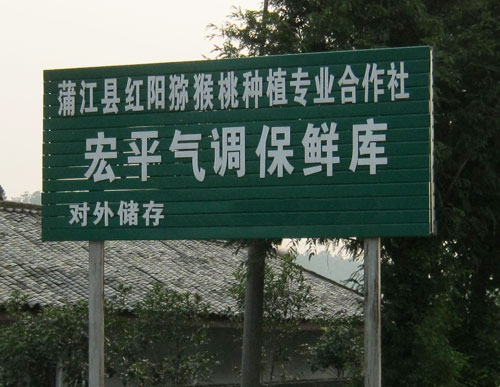 蒲江县红阳猕猴桃种植专业合作社
宏平气调保鲜库
对外储存